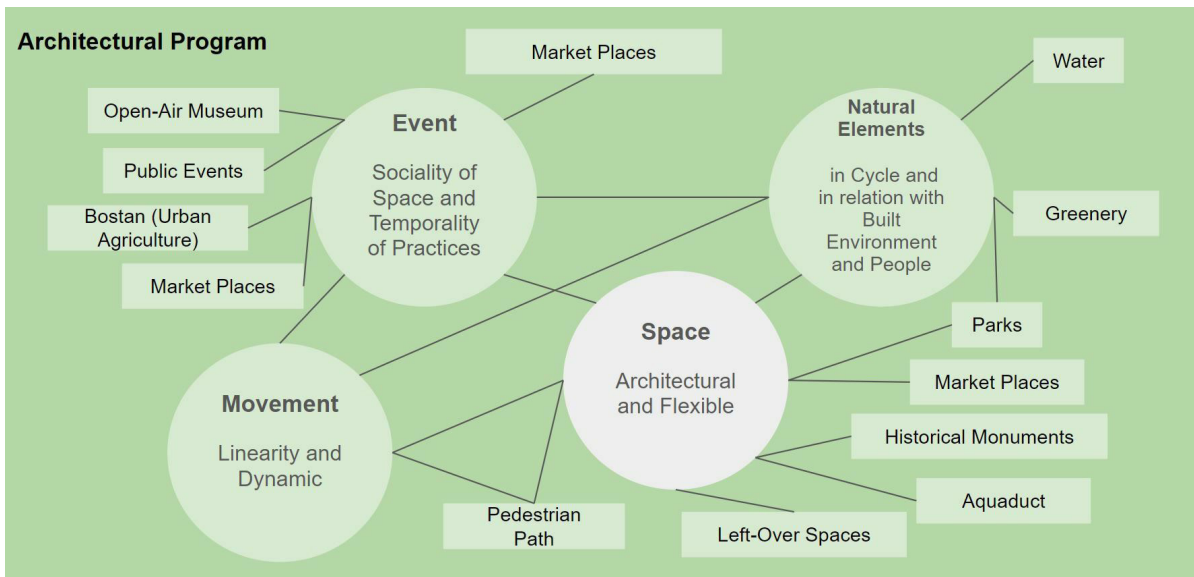 Architectural Program
Market Places
Water
Open-Air Museum
Public Events
Bostan (Urban
Agriculture)
Market Places
Event
Sociality of
Space and
Temporality
of Practices
Natural
Elements
in Cycle and
in relation with
Built
Environment
and People
Greenery
Parks
Market Places
Historical Monuments
Aquaduct
Left-Over Spaces
Space
Architectural
and Flexible
Movement
Linearity and
Dynamic
Pedestrian
Path